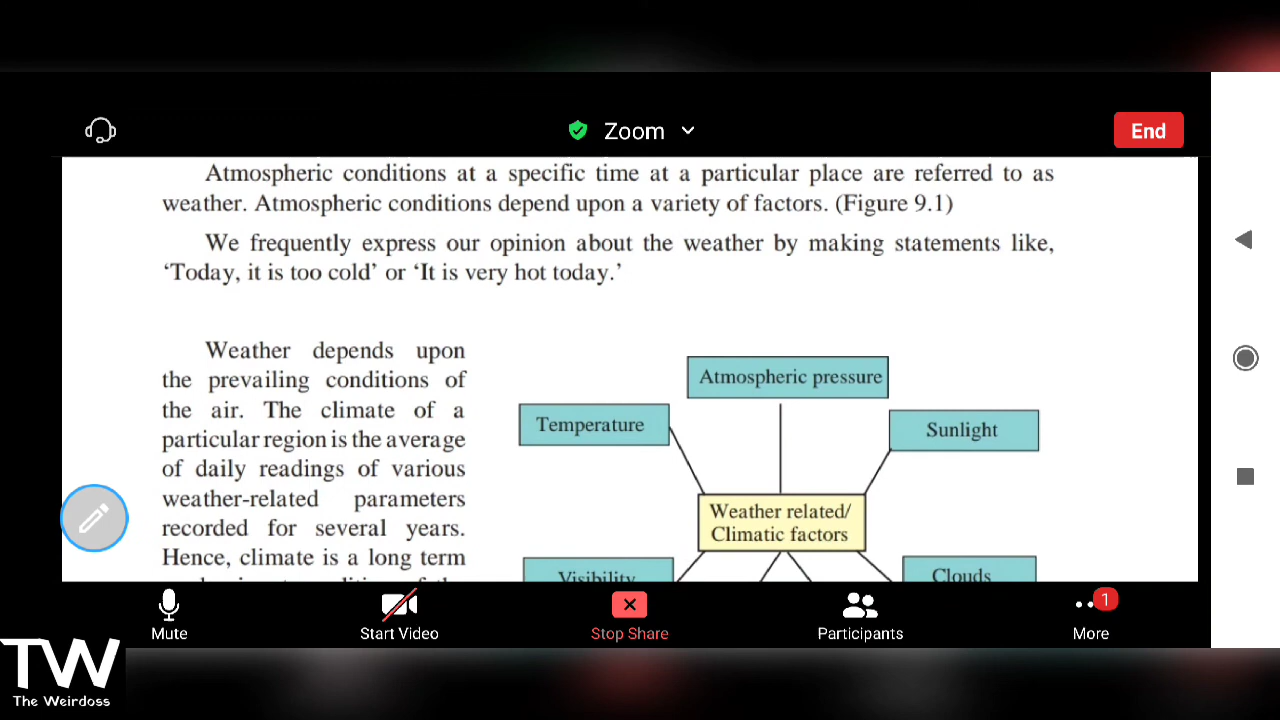 Zoom
End
Atmospheric conditions at a specific time at a particular place are referred to as
weather. Atmospheric conditions depend upon a variety of factors. (Figure 9.1)
We frequently express our opinion about the weather by making statements like,
‘Today, it is too cold’ or ‘It is very hot today.’
Weather depends upon
the prevailing conditions of
the air. The climate of a
particular region is the average
of daily readings of various
weather-related parameters
recorded for several years.
Hence, climate is a long term
Atmospheric pressure
Temperature
Sunlight
Weather related/
Climatic factors
Visibility
Clouds
Mute
Start Video
Stop Share
Participants
1
More
TW
The Weirdoss